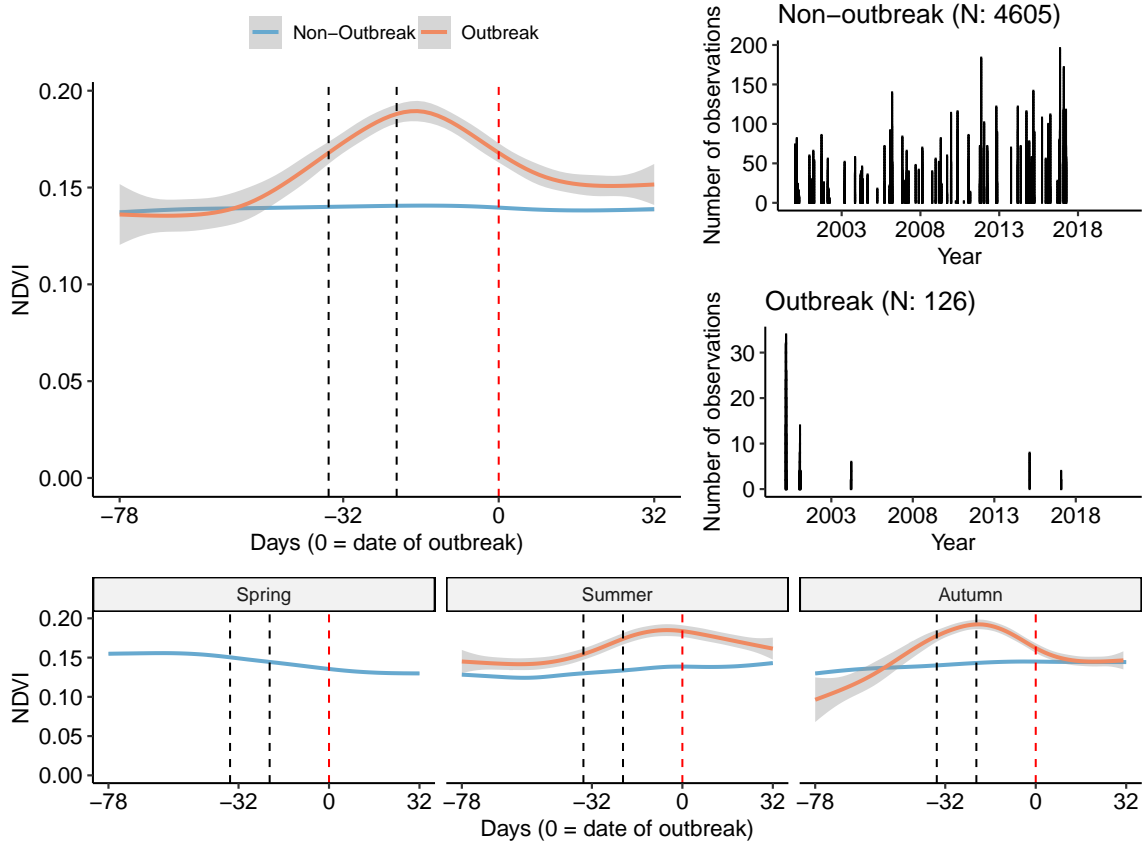 Non−Outbreak Outbreak
NDVI
0.20
0.15
0.10
0.05
0.00
−78 −32 0 32
Days (0 = date of outbreak)
Non−outbreak (N: 4605)
Number of observations
200
150
100
50
0
2003 2008 2013 2018
Year
Outbreak (N: 126)
Number of observations
30
20
10
0
2003 2008 2013 2018
Year
Spring Summer Autumn
NDVI
0.20
0.15
0.10
0.05
0.00
−78 −32 0 32 −78 −32 0 32 −78 −32 0 32
Days (0 = date of outbreak)